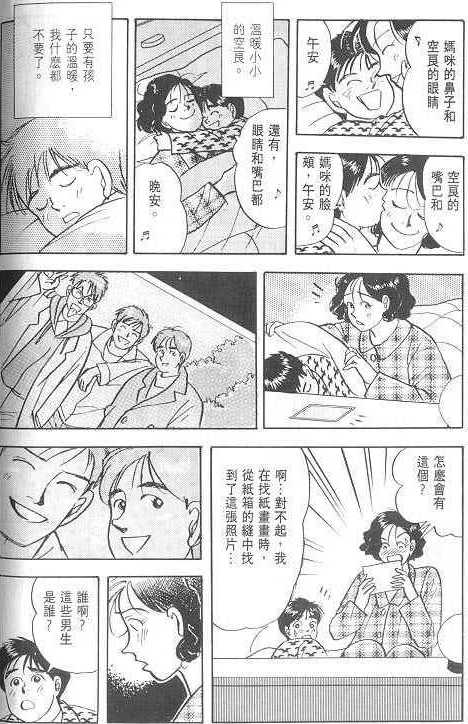 媽咪的鼻子和
空良的眼睛
午安
溫暖小小
的空良。
還有，
眼睛和嘴巴都
晚安。
只要有孩
子的溫暖，
我什麼都
不要了。
空良的
嘴巴和
媽咪的臉
頰，午安。
怎麼會有
這個？
啊…對不起，我
在找紙畫畫時，
從紙箱的縫中找
到了這張照片…
誰啊？
這些男生
是誰？